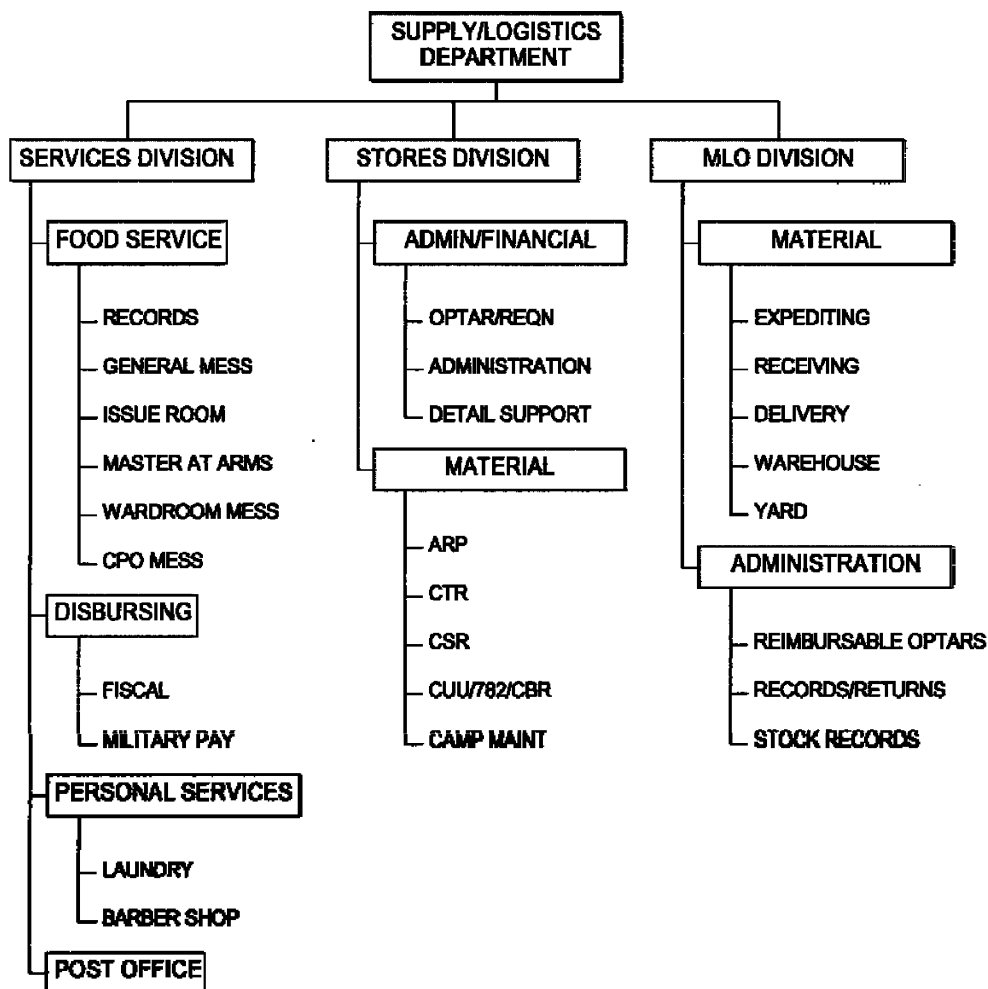 SUPPLY/LOGISTICS
DEPARTMENT
SERVICES DIVISION
FOOD SERVICE
RECORDS
GENERAL MESS
ISSUE ROOM
MASTER AT ARMS
WARDROOM MESS
CPO MESS
DISBURSING
FISCAL
MILITARY PAY
PERSONAL SERVICES
LAUNDRY
BARBER SHOP
POST OFFICE
STORES DIVISION
ADMIN/FINANCIAL
OPTAR/REQN
ADMINISTRATION
DETAIL SUPPORT
MATERIAL
ARP
CTR
CSR
CUU/782/CBR
CAMP MAINT
MLO DIVISION
MATERIAL
EXPEDITING
RECEIVING
DELIVERY
WAREHOUSE
YARD
ADMINISTRATION
REIMBURSABLE OPTARS
RECORDS/RETURNS
STOCK RECORDS